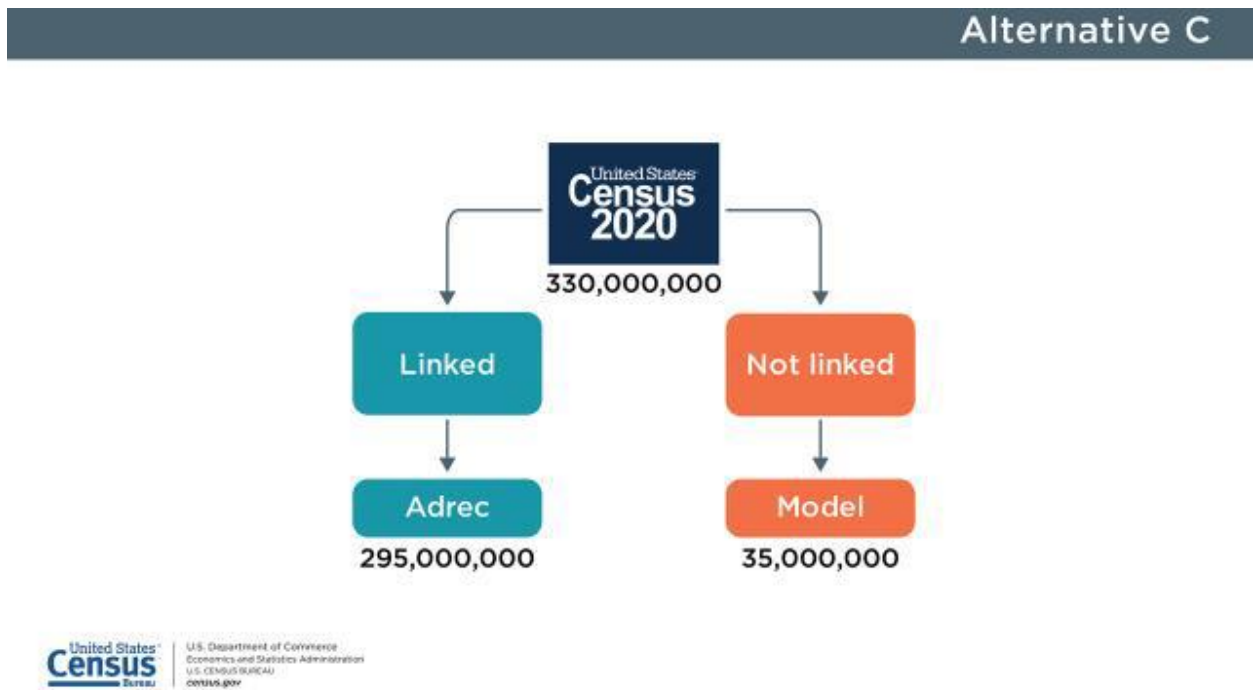 Alternative C
United States
Census
2020
330,000,000
Linked
Not linked
Adrec
Model
295,000,000
35,000,000
United States
Census
Bureau
U.S. Department of Commerce
Economics and Statistics Administration
U.S. CENSUS BUREAU
census.gov